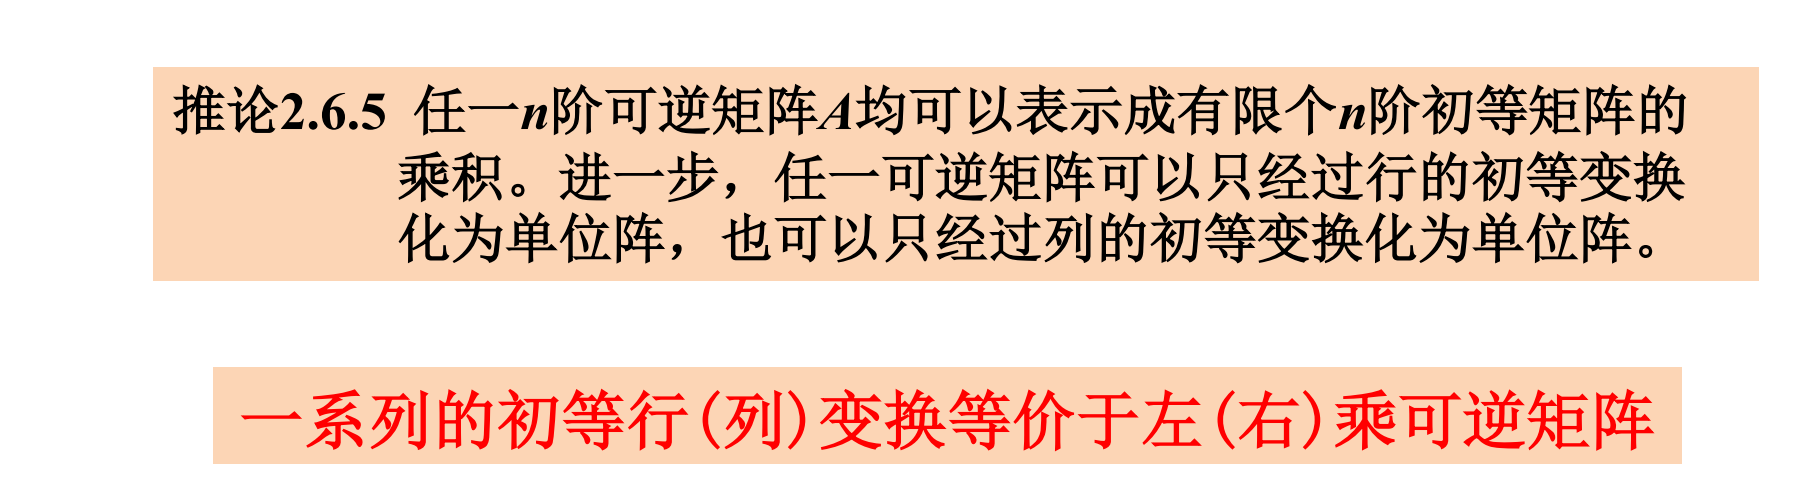 推论2.6.5 任一n阶可逆矩阵A均可以表示成有限个n阶初等矩阵的
乘积。进一步，任一可逆矩阵可以只经过行的初等变换
化为单位阵，也可以只经过列的初等变换化为单位阵。
一系列的初等行(列)变换等价于左(右)乘可逆矩阵